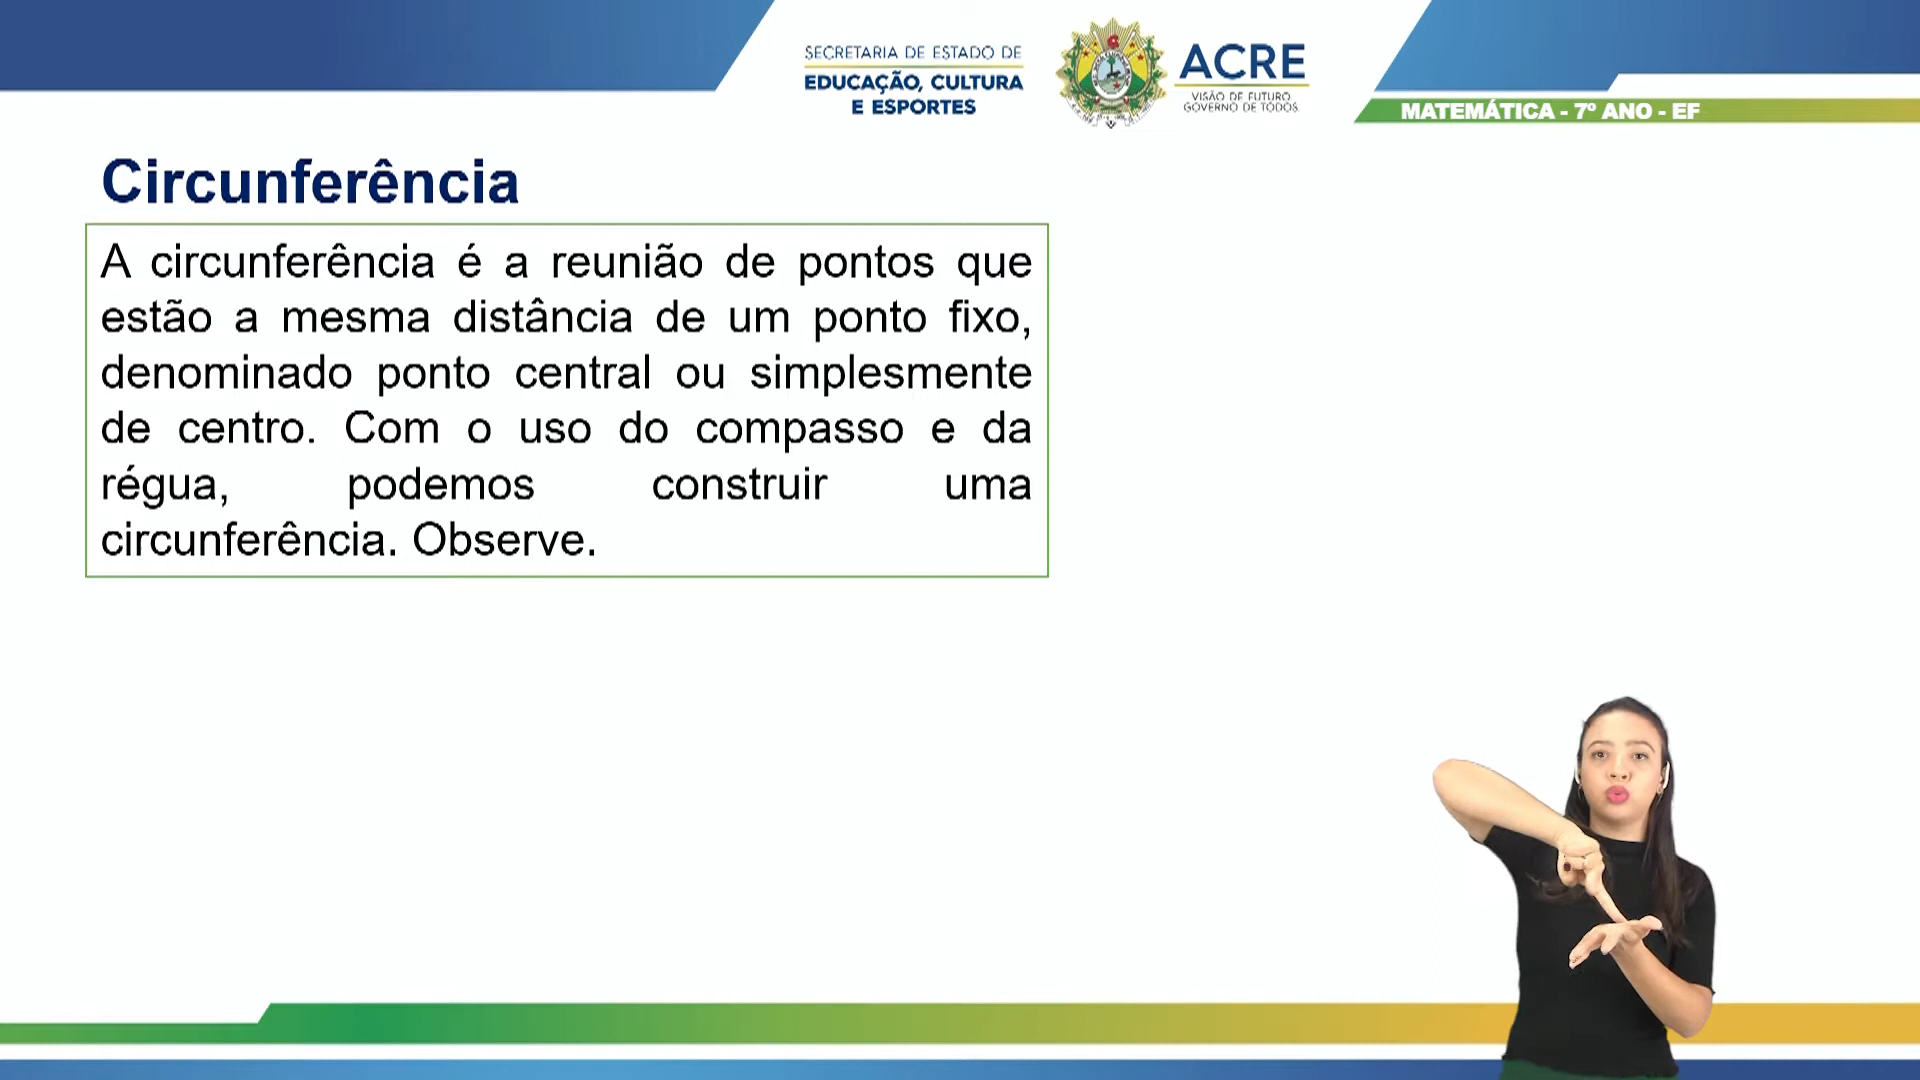 SECRETARIA DE ESTADO DE
EDUCAÇÃO, CULTURA
E ESPORTES
ACRE
VISÃO DE FUTURO
GOVERNO DE TODOS
MATEMÁTICA - 7º ANO - EF
Circunferência
A circunferência é a reunião de pontos que
estão a mesma distância de um ponto fixo,
denominado ponto central ou simplesmente
de centro. Com o uso do compasso e da
régua, podemos construir uma
circunferência. Observe.